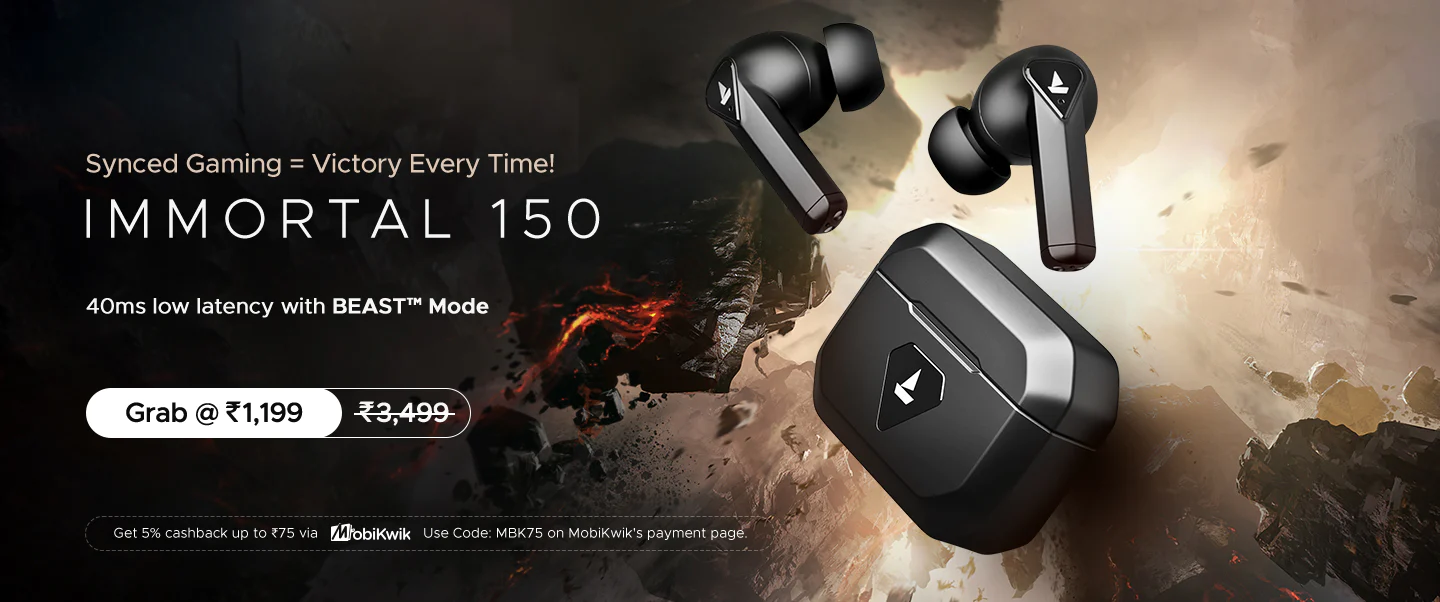 Synced Gaming = Victory Every Time!
IMMORTAL 150
40ms low latency with BEAST™ Mode
Grab @ ₹1,199 ₹3,499
Get 5% cashback up to ₹75 via MobiKwik Use Code: MBK75 on MobiKwik's payment page.